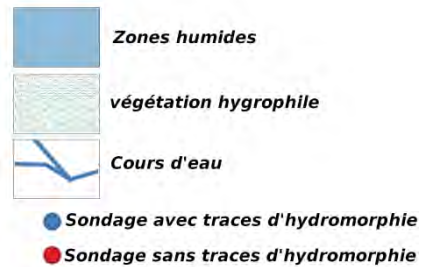 Zones humides
végétation hygrophile
Cours d'eau
Sondage avec traces d'hydromorphie
Sondage sans traces d'hydromorphie